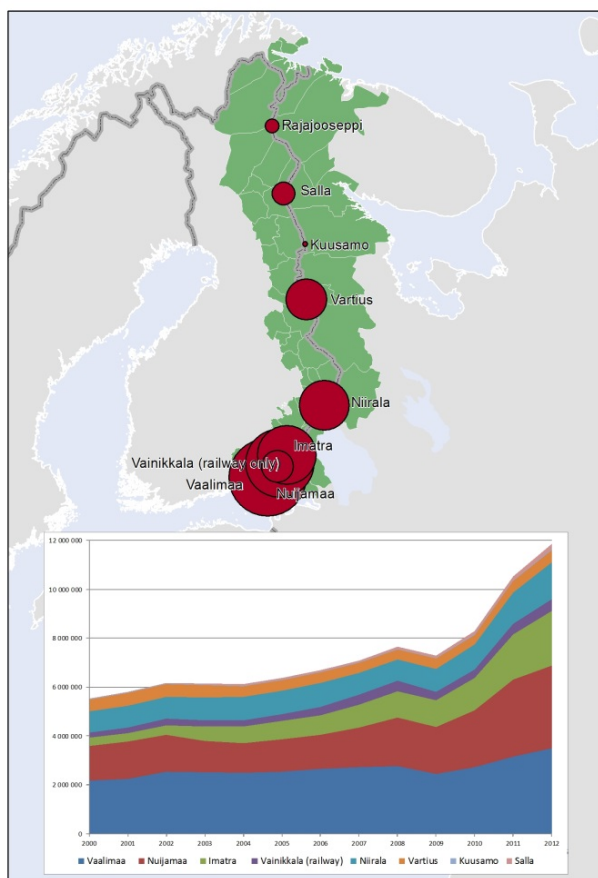 Rajajooseppi
Salla
Kuusamo
Vartius
Niirala
Imatra
Vainikkala (railway only)
Vaalimaa
Nuijamaa
12 000 000
10 000 000
8 000 000
6 000 000
4 000 000
2 000 000
0
2000 2001 2002 2003 2004 2005 2006 2007 2008 2009 2010 2011 2012
Vaalimaa Nuijamaa Imatra Vainikkala (railway) Niirala Vartius Kuusamo Salla